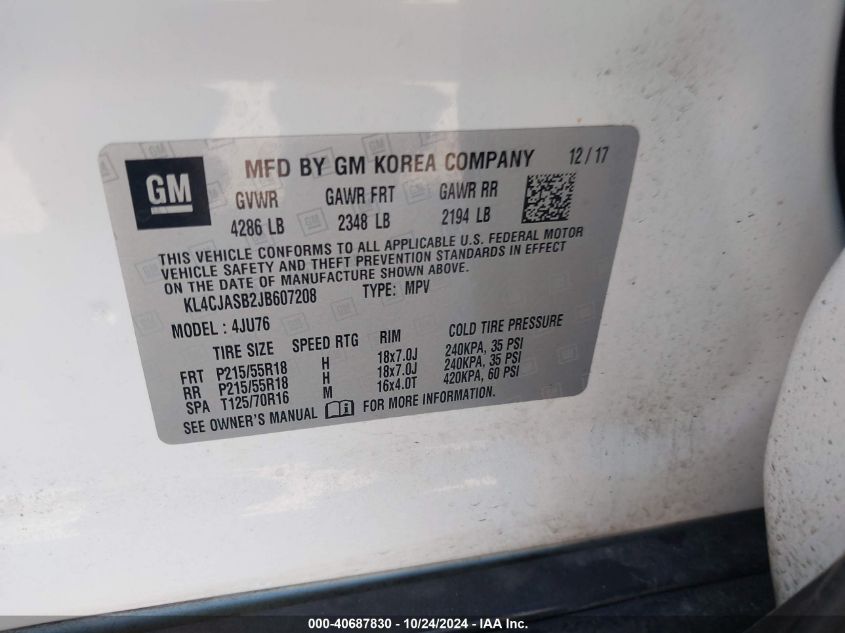 GM
MFD BY GM KOREA COMPANY 12/17
GVWR GAWR FRT GAWR RR
4286 LB 2348 LB 2194 LB
THIS VEHICLE CONFORMS TO ALL APPLICABLE U.S. FEDERAL MOTOR
VEHICLE SAFETY AND THEFT PREVENTION STANDARDS IN EFFECT
ON THE DATE OF MANUFACTURE SHOWN ABOVE.
KL4CJASB2JB607208 TYPE: MPV
MODEL: 4JU76
TIRE SIZE SPEED RTG RIM COLD TIRE PRESSURE
FRT P215/55R18 H 18x7.0J 240KPA, 35 PSI
RR P215/55R18 H 18x7.0J 240KPA, 35 PSI
SPA T125/70R16 M 16x4.0T 420KPA, 60 PSI
SEE OWNER'S MANUAL FOR MORE INFORMATION.
000-40687830 - 10/24/2024 - IAA Inc.